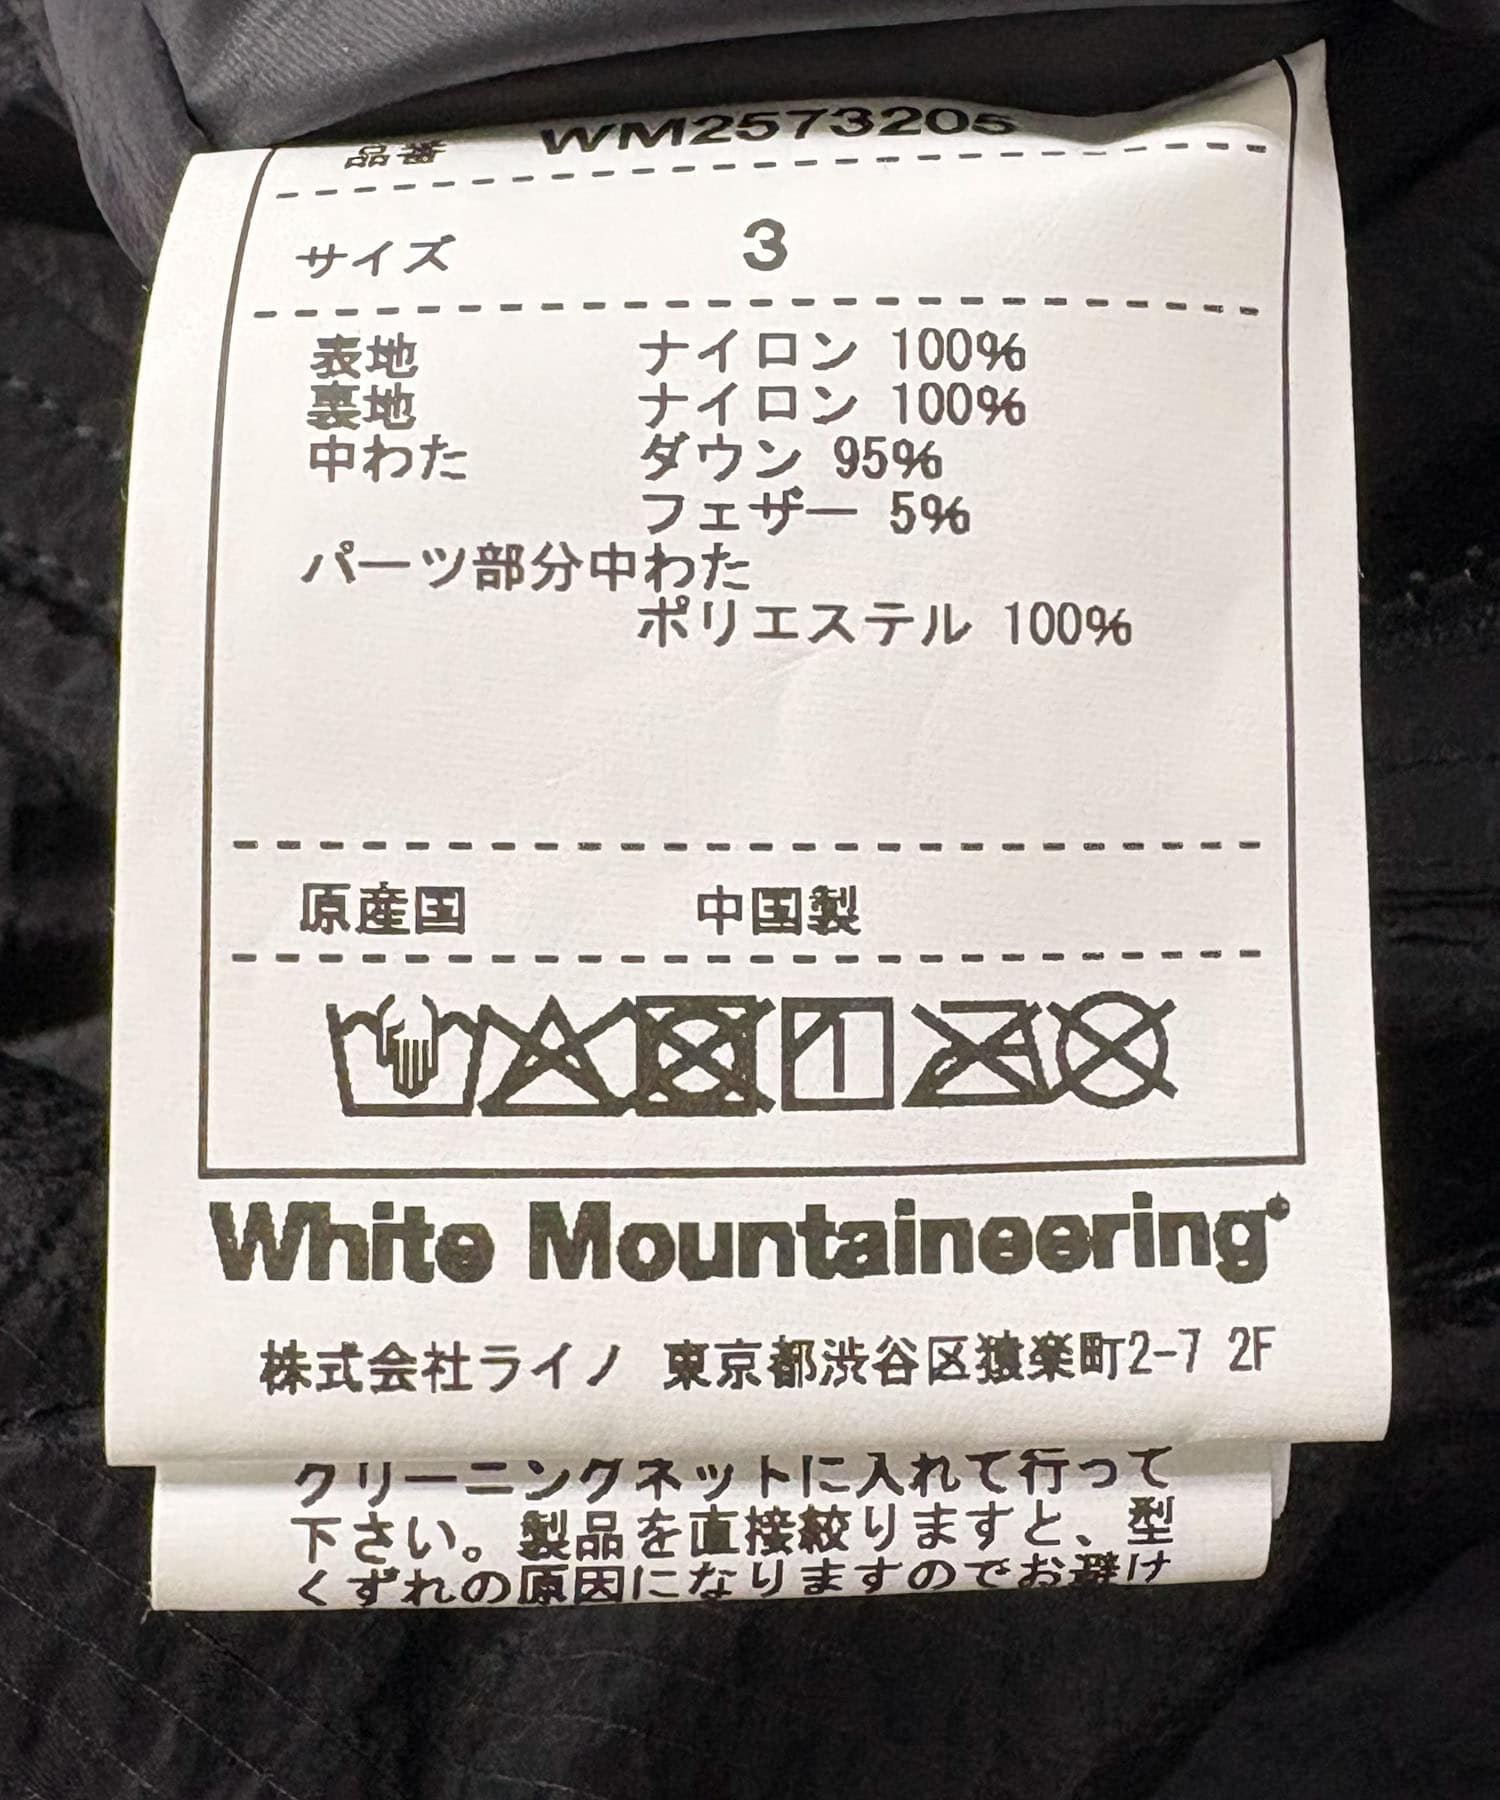 品番 WM2573205
サイズ 3
表地 ナイロン 100%
裏地 ナイロン 100%
中わた ダウン 95%
フェザー 5%
パーツ部分中わた
ポリエステル 100%
原産国 中国製
White Mountaineering
株式会社ライノ 東京都渋谷区猿楽町2-7 2F
クリーニングネットに入れて行って
下さい。製品を直接絞りますと、型
くずれの原因になりますのでお避け